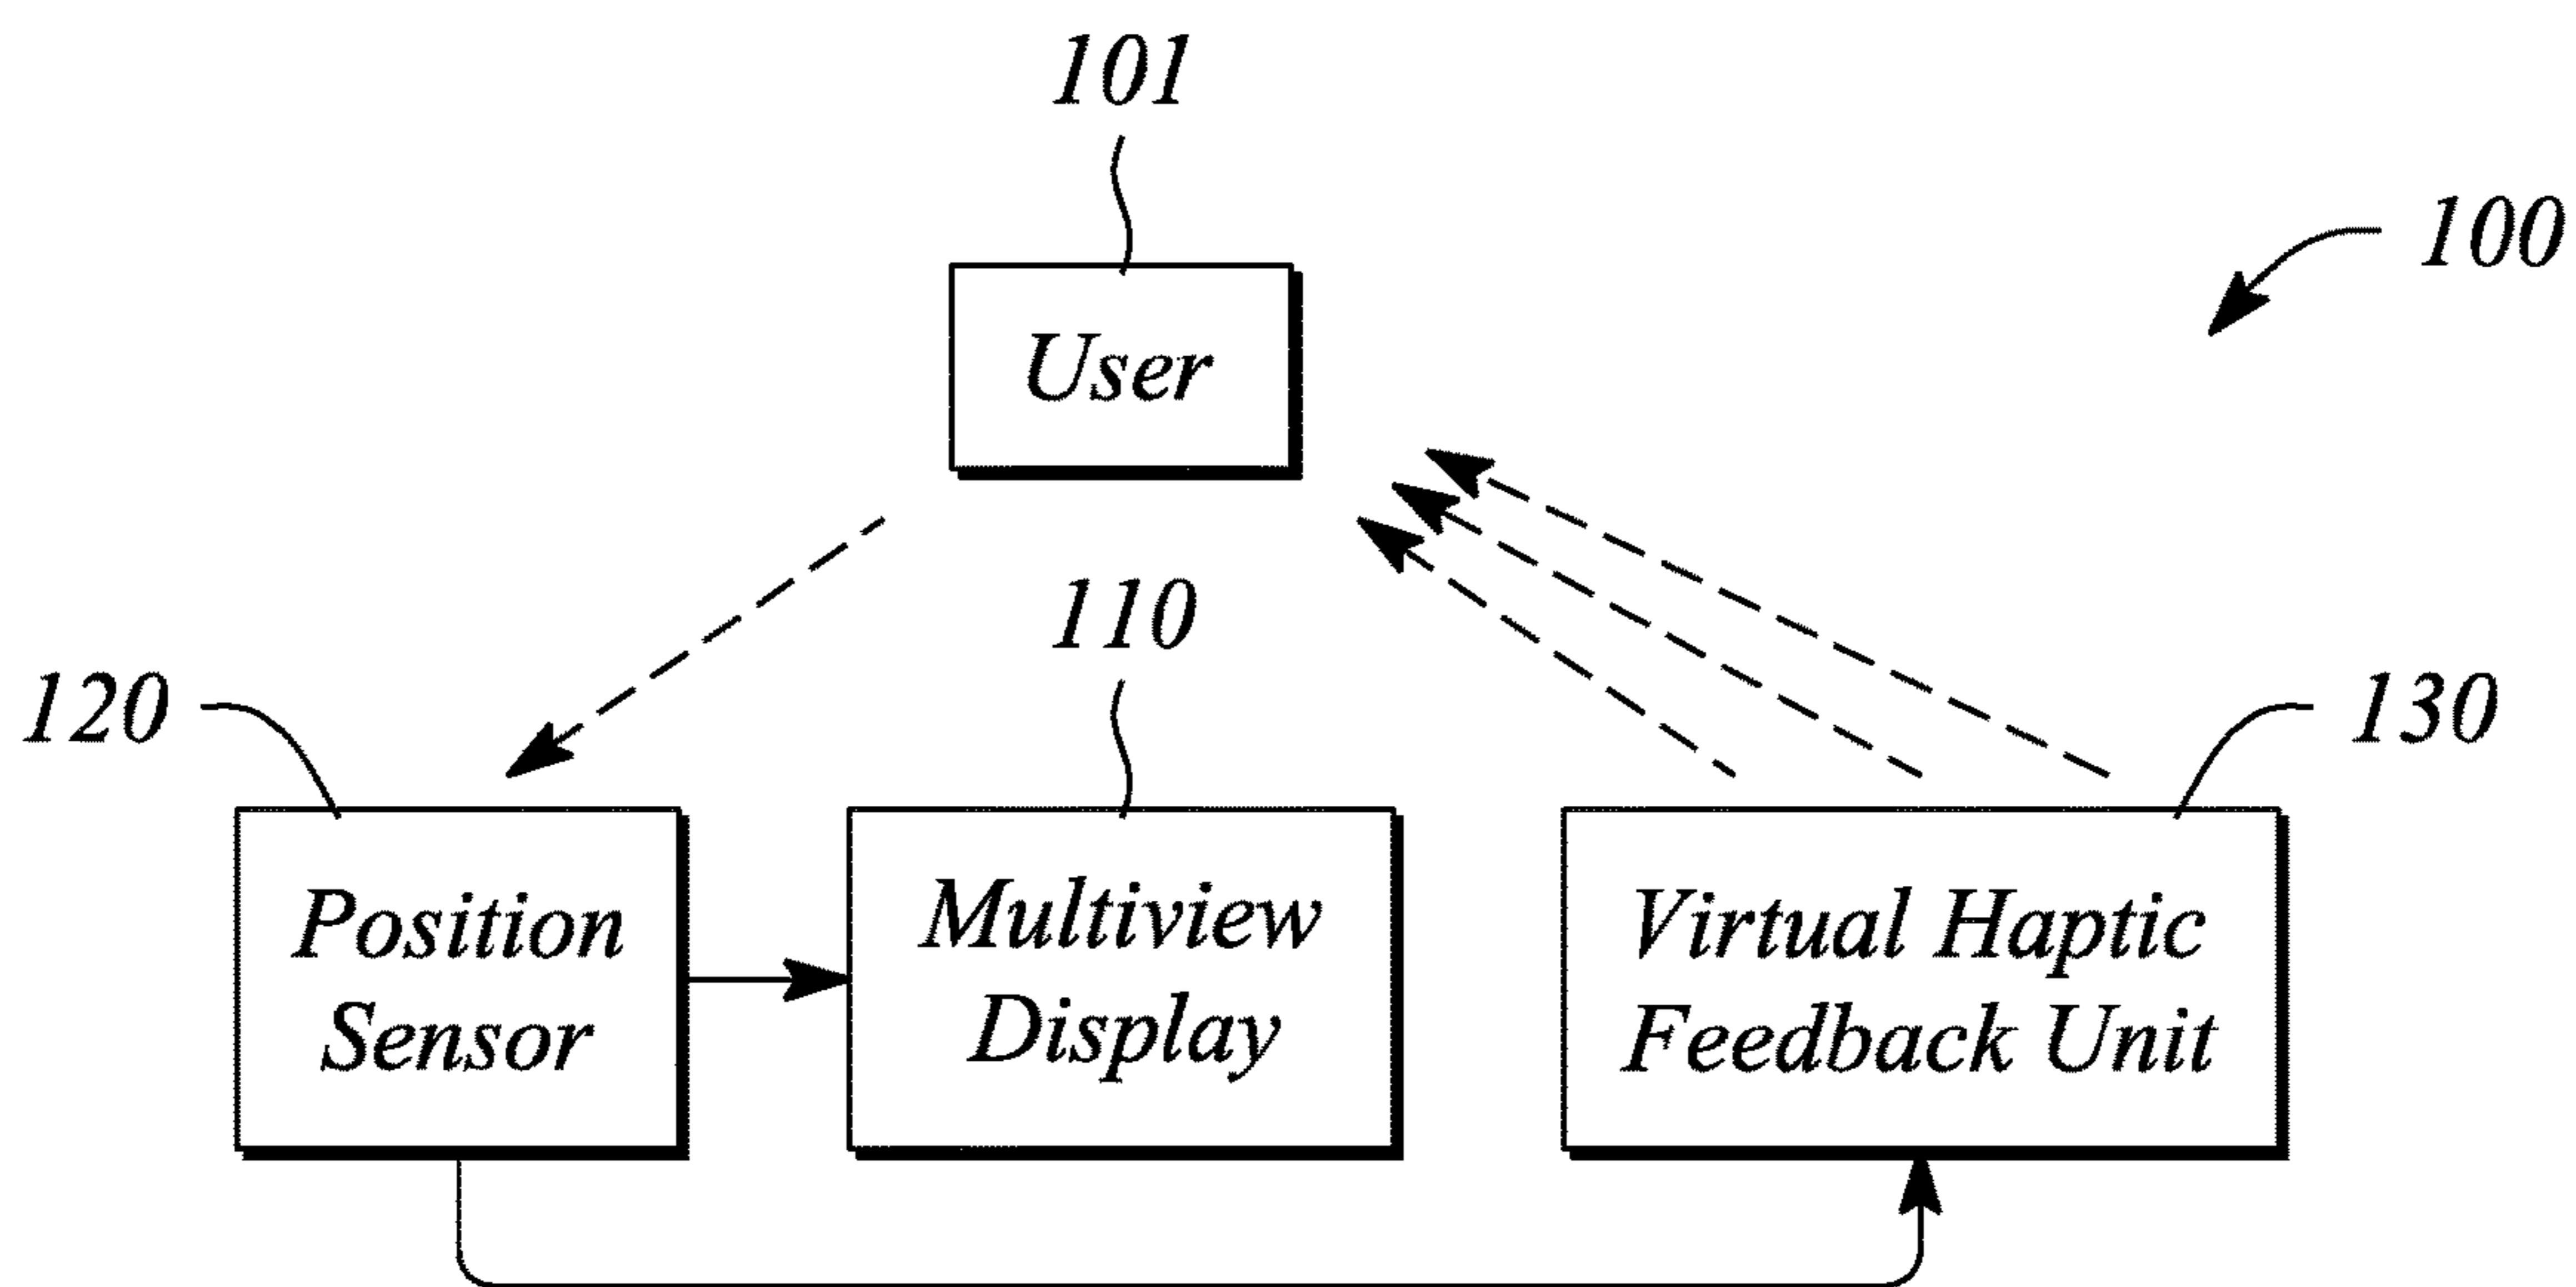 101
100
User
110
120
130
Position
Sensor
Multiview
Display
Virtual Haptic
Feedback Unit